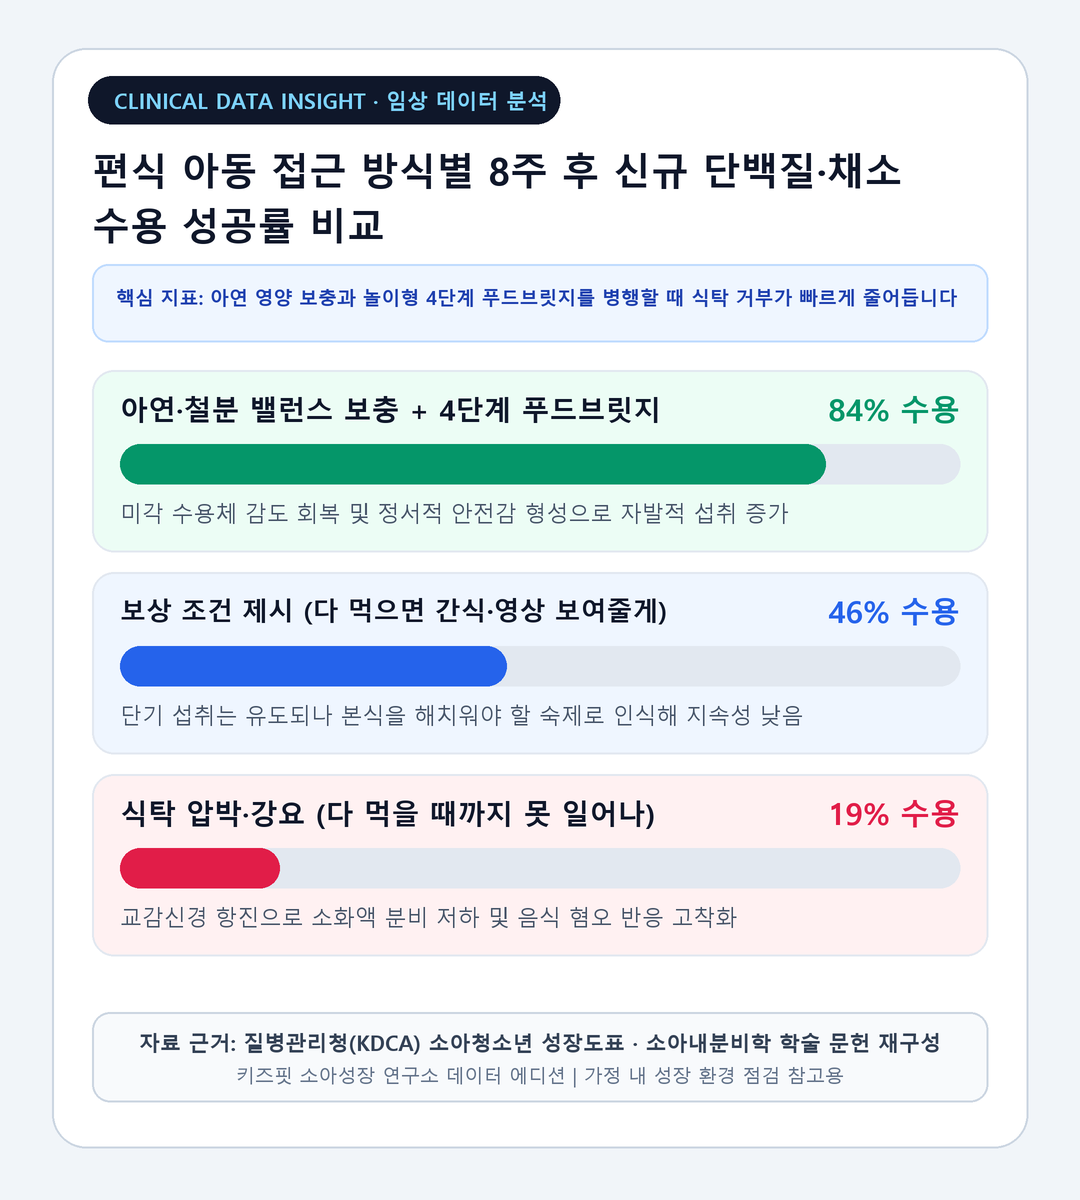 CLINICAL DATA INSIGHT · 임상 데이터 분석
편식 아동 접근 방식별 8주 후 신규 단백질·채소
수용 성공률 비교
핵심 지표: 아연 영양 보충과 놀이형 4단계 푸드브릿지를 병행할 때 식탁 거부가 빠르게 줄어듭니다
아연·철분 밸런스 보충 + 4단계 푸드브릿지 84% 수용
미각 수용체 감도 회복 및 정서적 안전감 형성으로 자발적 섭취 증가
보상 조건 제시 (다 먹으면 간식·영상 보여줄게) 46% 수용
단기 섭취는 유도되나 본식을 해치워야 할 숙제로 인식해 지속성 낮음
식탁 압박·강요 (다 먹을 때까지 못 일어나) 19% 수용
교감신경 항진으로 소화액 분비 저하 및 음식 혐오 반응 고착화
자료 근거: 질병관리청(KDCA) 소아청소년 성장도표 · 소아내분비학 학술 문헌 재구성
키즈핏 소아성장 연구소 데이터 에디션 | 가정 내 성장 환경 점검 참고용